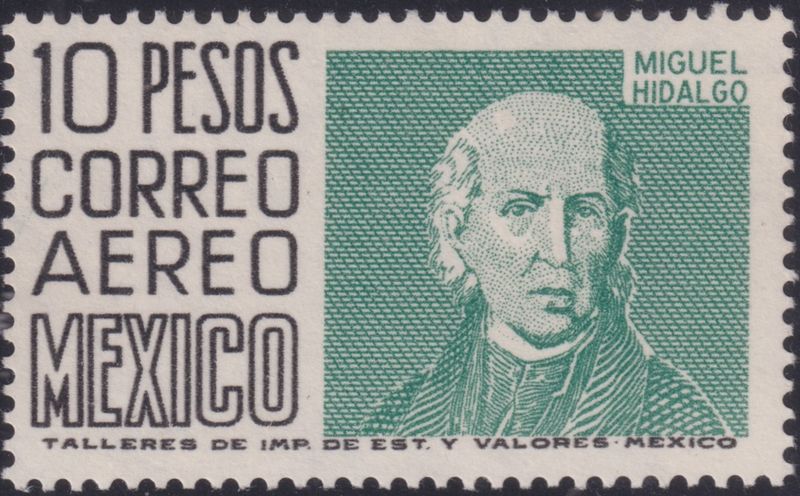 10 PESOS
CORREO
AEREO
MEXICO
MIGUEL
HIDALGO
TALLERES DE IMP. DE EST. Y VALORES·MEXICO